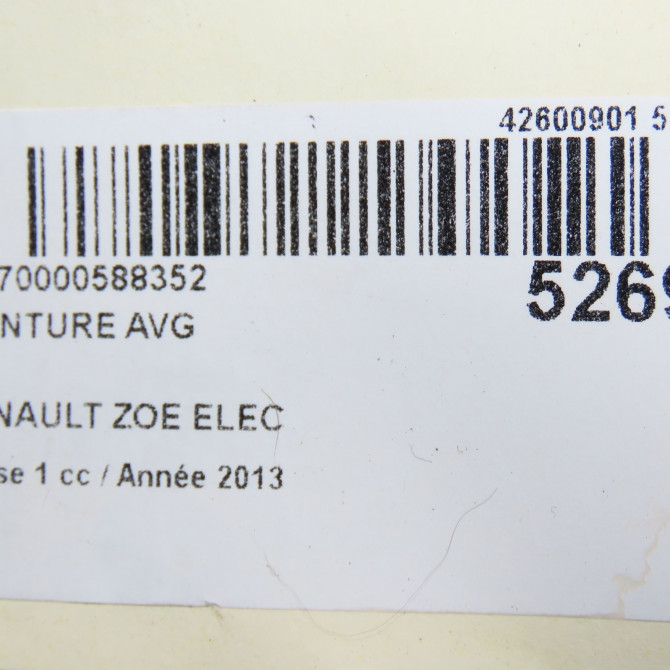 42600901 5
70000588352
5269
NTURE AVG
NAULT ZOE ELEC
se 1 cc / Année 2013